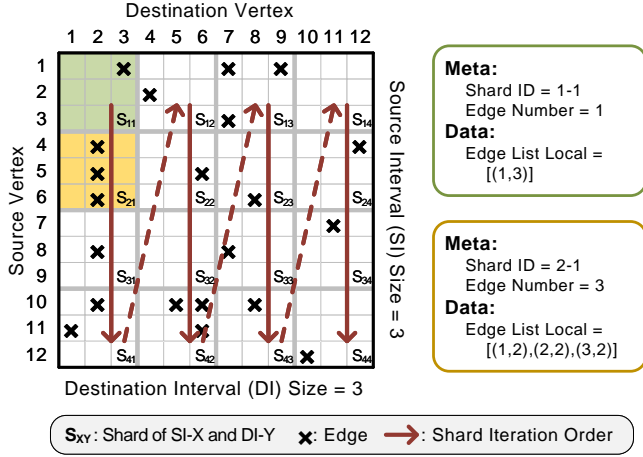 Destination Vertex
1 2 3 4 5 6 7 8 9 10 11 12
Source Vertex
1
2
3
4
5
6
7
8
9
10
11
12
S11 S12 S13 S14
S21 S22 S23 S24
S31 S32 S33 S34
S41 S42 S43 S44
Source Interval (SI) Size = 3
Destination Interval (DI) Size = 3
Meta:
Shard ID = 1-1
Edge Number = 1
Data:
Edge List Local =
[(1,3)]
Meta:
Shard ID = 2-1
Edge Number = 3
Data:
Edge List Local =
[(1,2),(2,2),(3,2)]
SXY: Shard of SI-X and DI-Y ×: Edge →: Shard Iteration Order